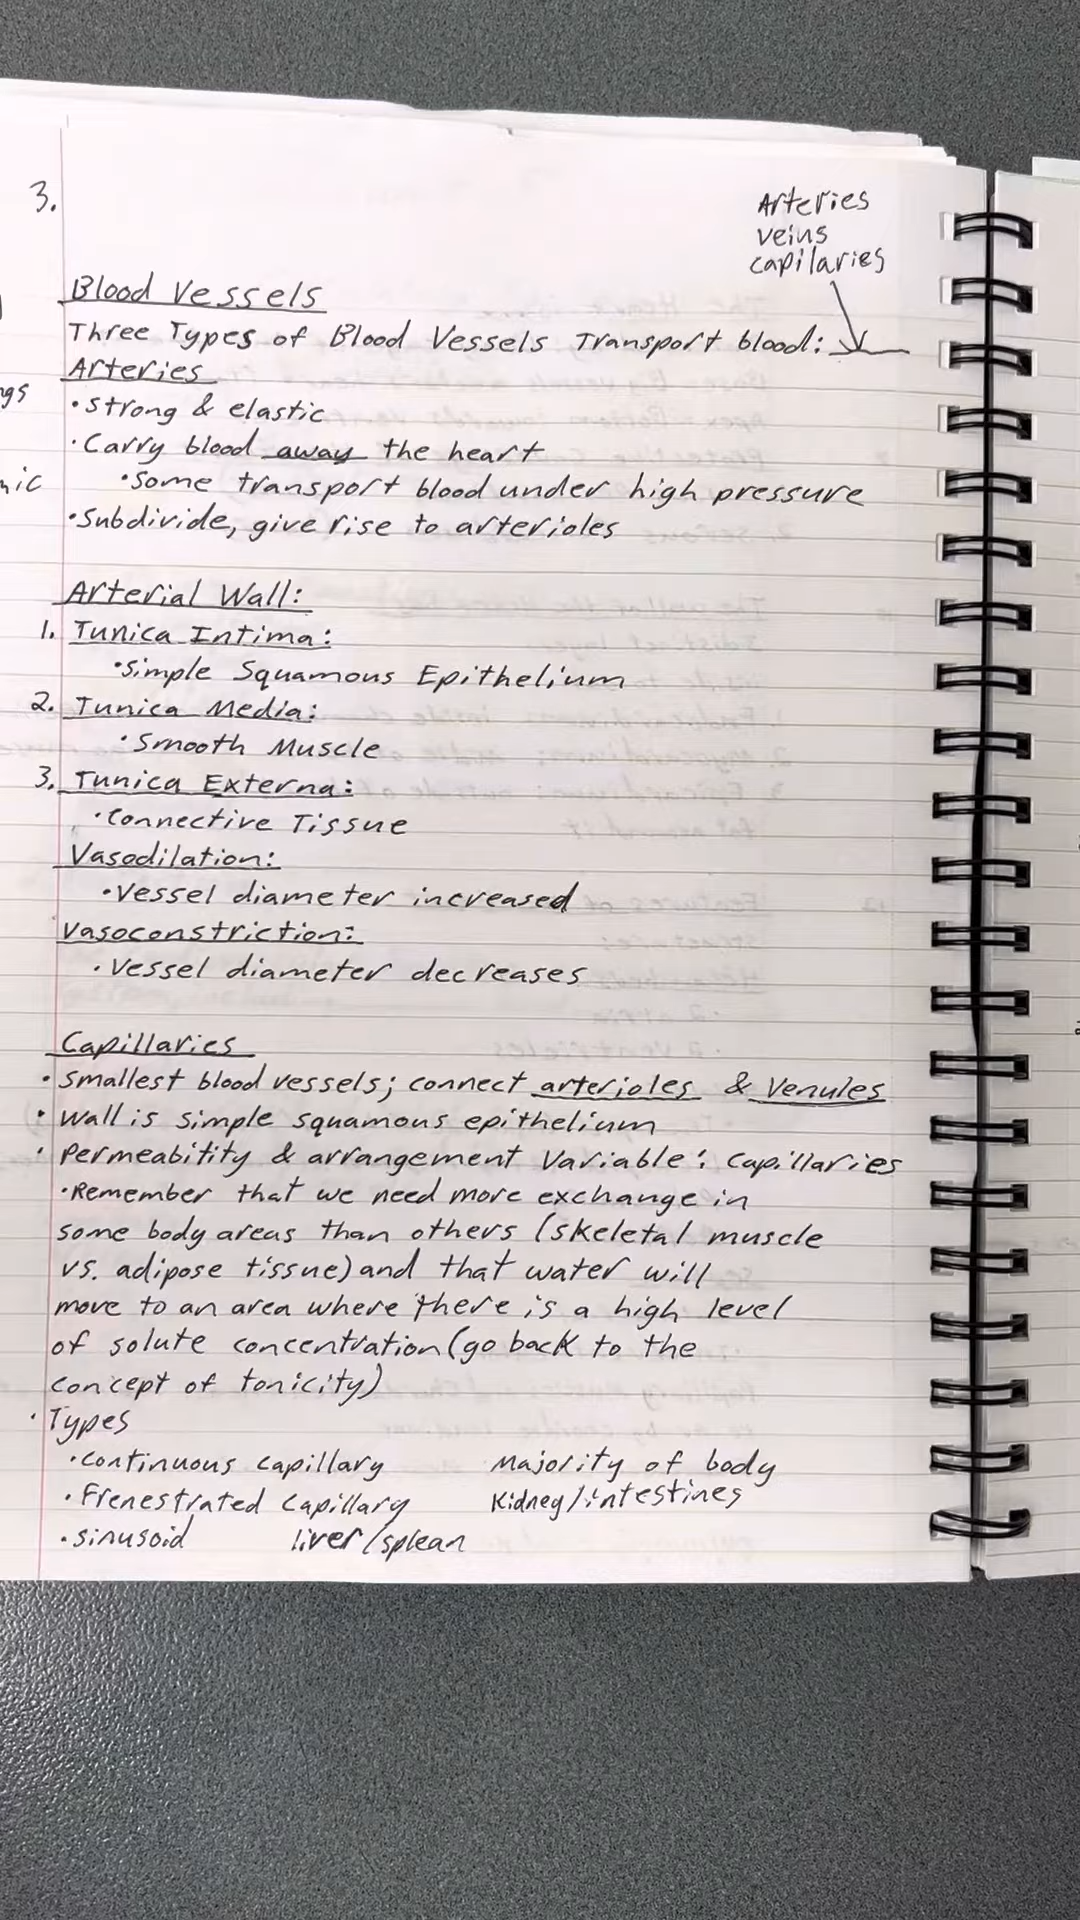 3.
Arteries
veins
capilaries
Blood Vessels
Three Types of Blood Vessels Transport blood:
Arteries
ngs
• Strong & elastic
• Carry blood away the heart
nic
• Some transport blood under high pressure
• Subdivide, give rise to arterioles
Arterial Wall:
1. Tunica Intima:
• Simple Squamous Epithelium
2. Tunica Media:
• Smooth Muscle
3. Tunica Externa:
• Connective Tissue
Vasodilation:
• Vessel diameter increased
Vasoconstriction:
• Vessel diameter decreases
Capillaries
• Smallest blood vessels; connect arterioles & Venules
• Wall is simple squamous epithelium
• Permeabitity & arrangement Variable: Capillaries
• Remember that we need more exchange in
some body areas than others (skeletal muscle
vs. adipose tissue) and that water will
move to an area where there is a high level
of solute concentration (go back to the
concept of tonicity)
• Types
• Continuous Capillary Majority of body
• Frenestrated Capillary Kidney/intestines
• Sinusoid liver/splean